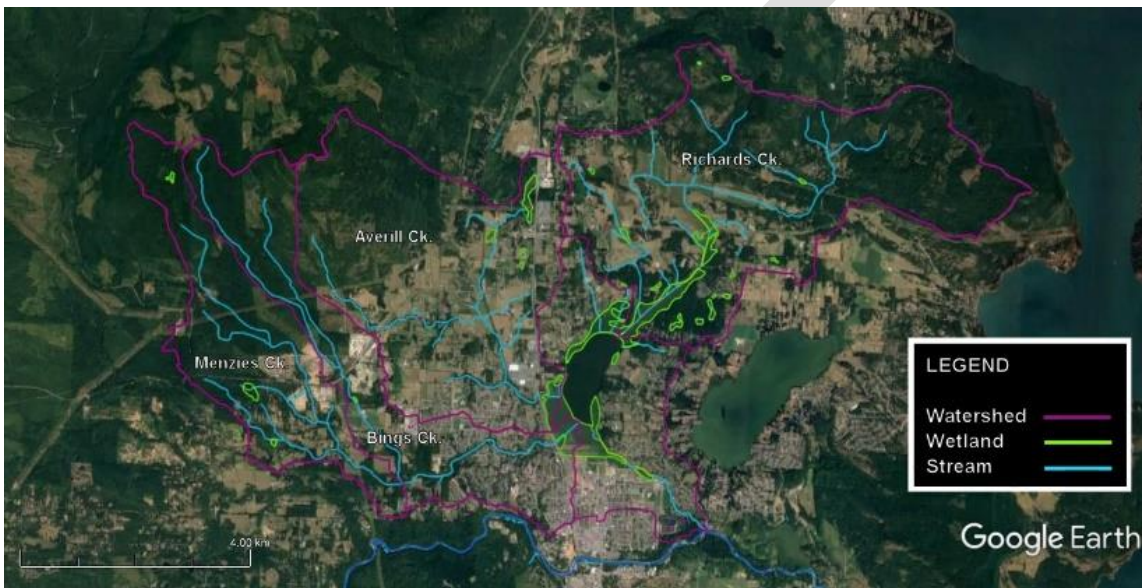 Richards Ck.
Averill Ck.
Menzies Ck
Bings Ck.
LEGEND
Watershed
Wetland
Stream
4.00 km
Google Earth